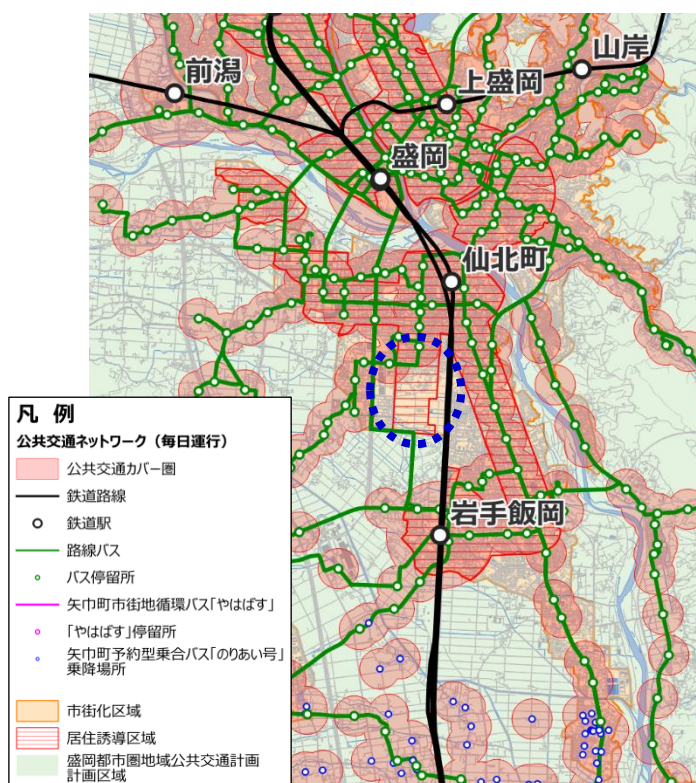 山岸
前潟
上盛岡
盛岡
仙北町
岩手飯岡
凡 例
公共交通ネットワーク（毎日運行）
公共交通カバー圏
鉄道路線
鉄道駅
路線バス
バス停留所
矢巾町市街地循環バス「やはばす」
「やはばす」停留所
矢巾町予約型乗合バス「のりあい号」
乗降場所
市街化区域
居住誘導区域
盛岡都市圏地域公共交通計画
計画区域